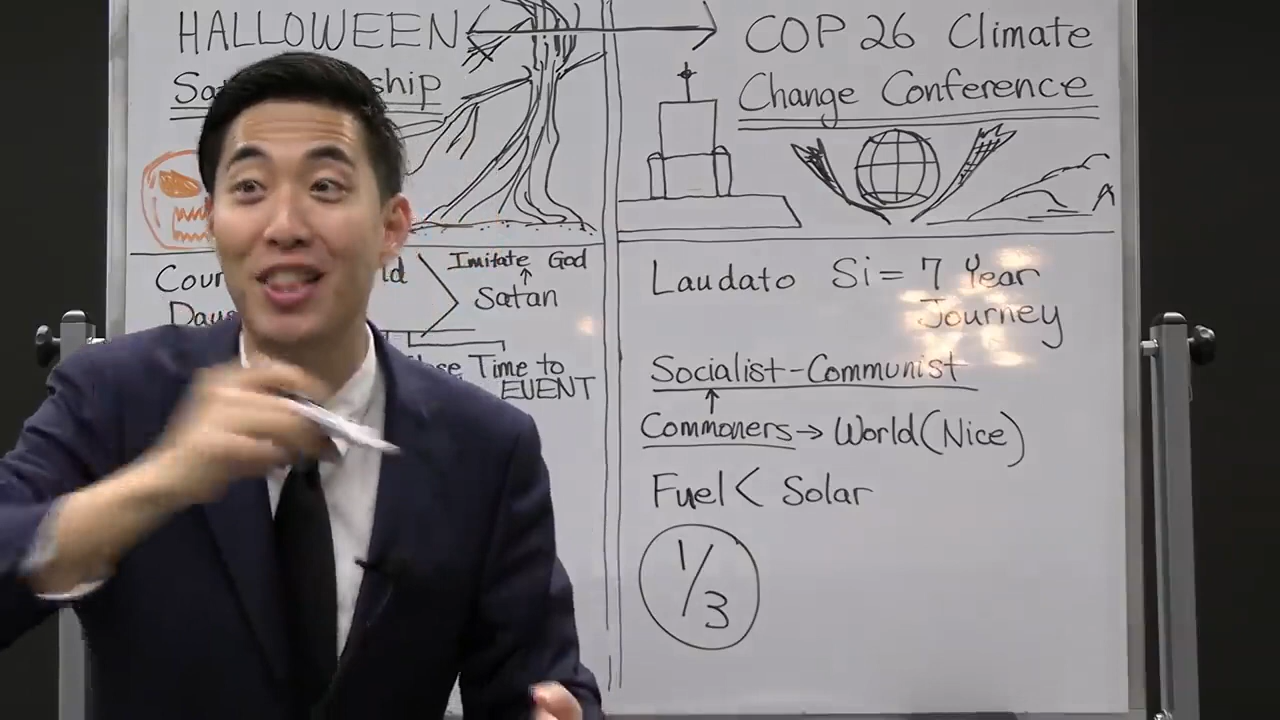 HALLOWEEN
COP 26 Climate
Change Conference
Imitate God
Satan
Time to
EVENT
Laudato Si = 7 Year
Journey
Socialist-Communist
Commoners → World (Nice)
Fuel < Solar
1/3